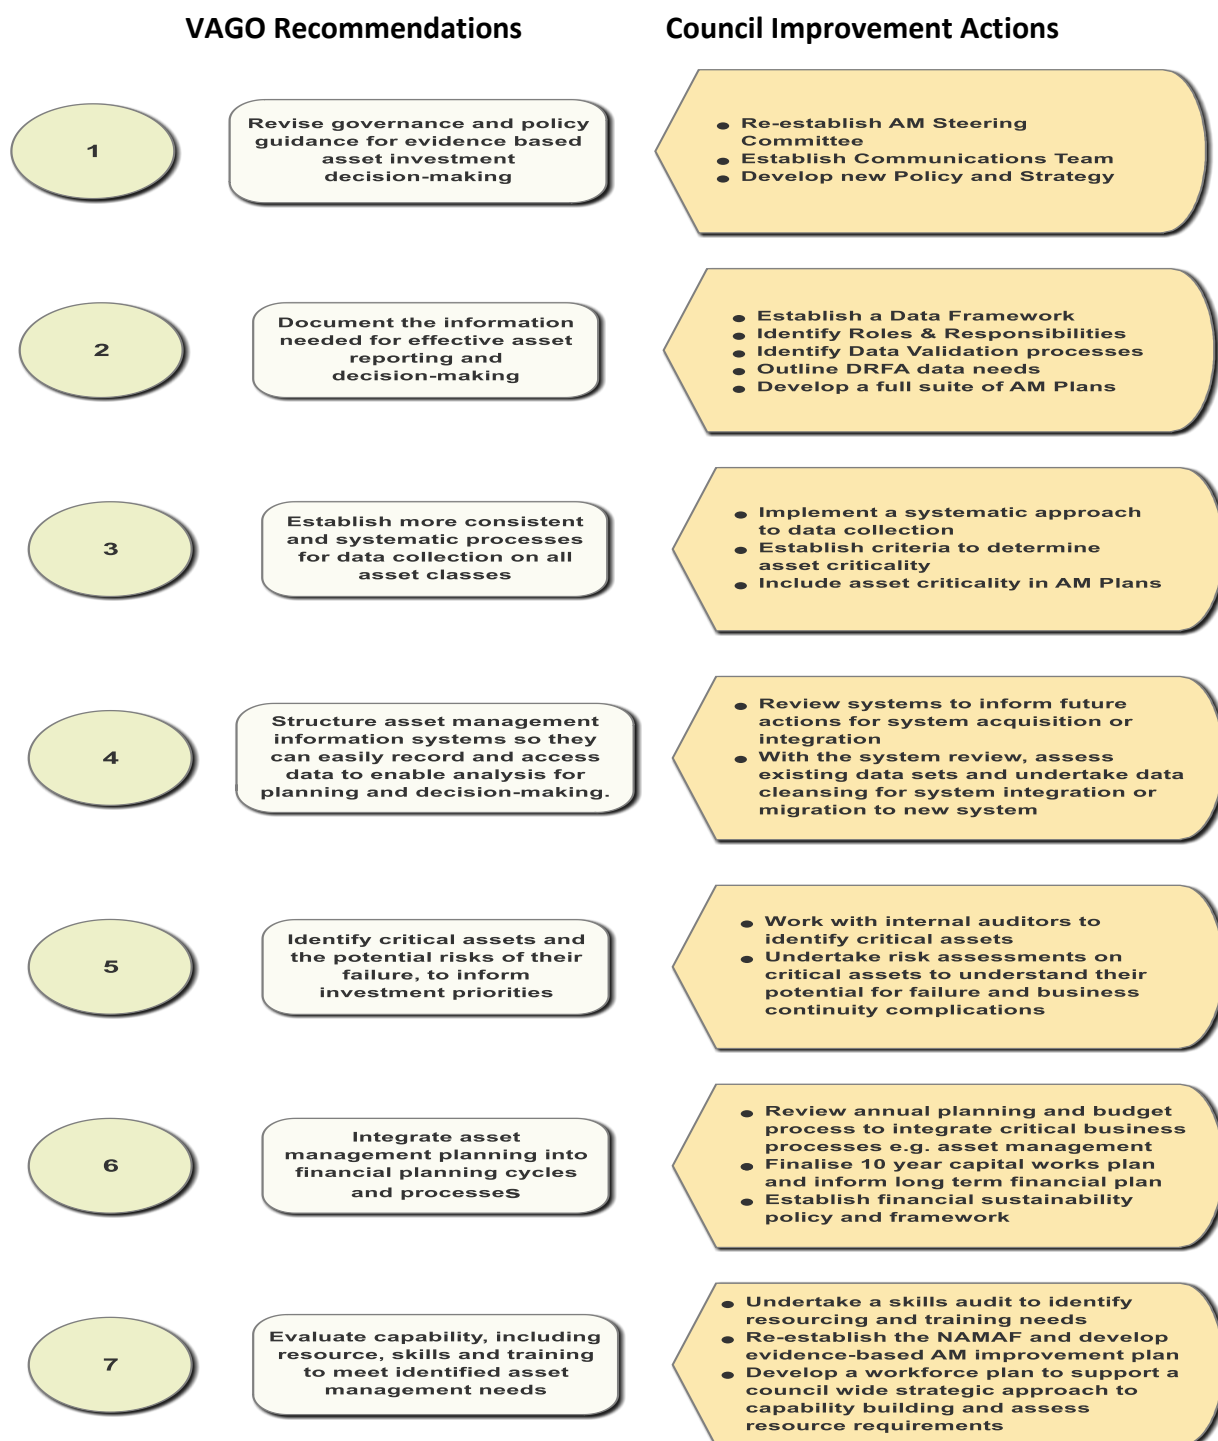 VAGO Recommendations
Council Improvement Actions
1
Revise governance and policy
guidance for evidence based
asset investment
decision-making
● Re-establish AM Steering
Committee
● Establish Communications Team
● Develop new Policy and Strategy
2
Document the information
needed for effective asset
reporting and
decision-making
● Establish a Data Framework
● Identify Roles & Responsibilities
● Identify Data Validation processes
● Outline DRFA data needs
● Develop a full suite of AM Plans
3
Establish more consistent
and systematic processes
for data collection on all
asset classes
● Implement a systematic approach
to data collection
● Establish criteria to determine
asset criticality
● Include asset criticality in AM Plans
4
Structure asset management
information systems so they
can easily record and access
data to enable analysis for
planning and decision-making.
● Review systems to inform future
actions for system acquisition or
integration
● With the system review, assess
existing data sets and undertake data
cleansing for system integration or
migration to new system
5
Identify critical assets and
the potential risks of their
failure, to inform
investment priorities
● Work with internal auditors to
identify critical assets
● Undertake risk assessments on
critical assets to understand their
potential for failure and business
continuity complications
6
Integrate asset
management planning into
financial planning cycles
and processes
● Review annual planning and budget
process to integrate critical business
processes e.g. asset management
● Finalise 10 year capital works plan
and inform long term financial plan
● Establish financial sustainability
policy and framework
7
Evaluate capability, including
resource, skills and training
to meet identified asset
management needs
● Undertake a skills audit to identify
resourcing and training needs
● Re-establish the NAMAF and develop
evidence-based AM improvement plan
● Develop a workforce plan to support a
council wide strategic approach to
capability building and assess
resource requirements